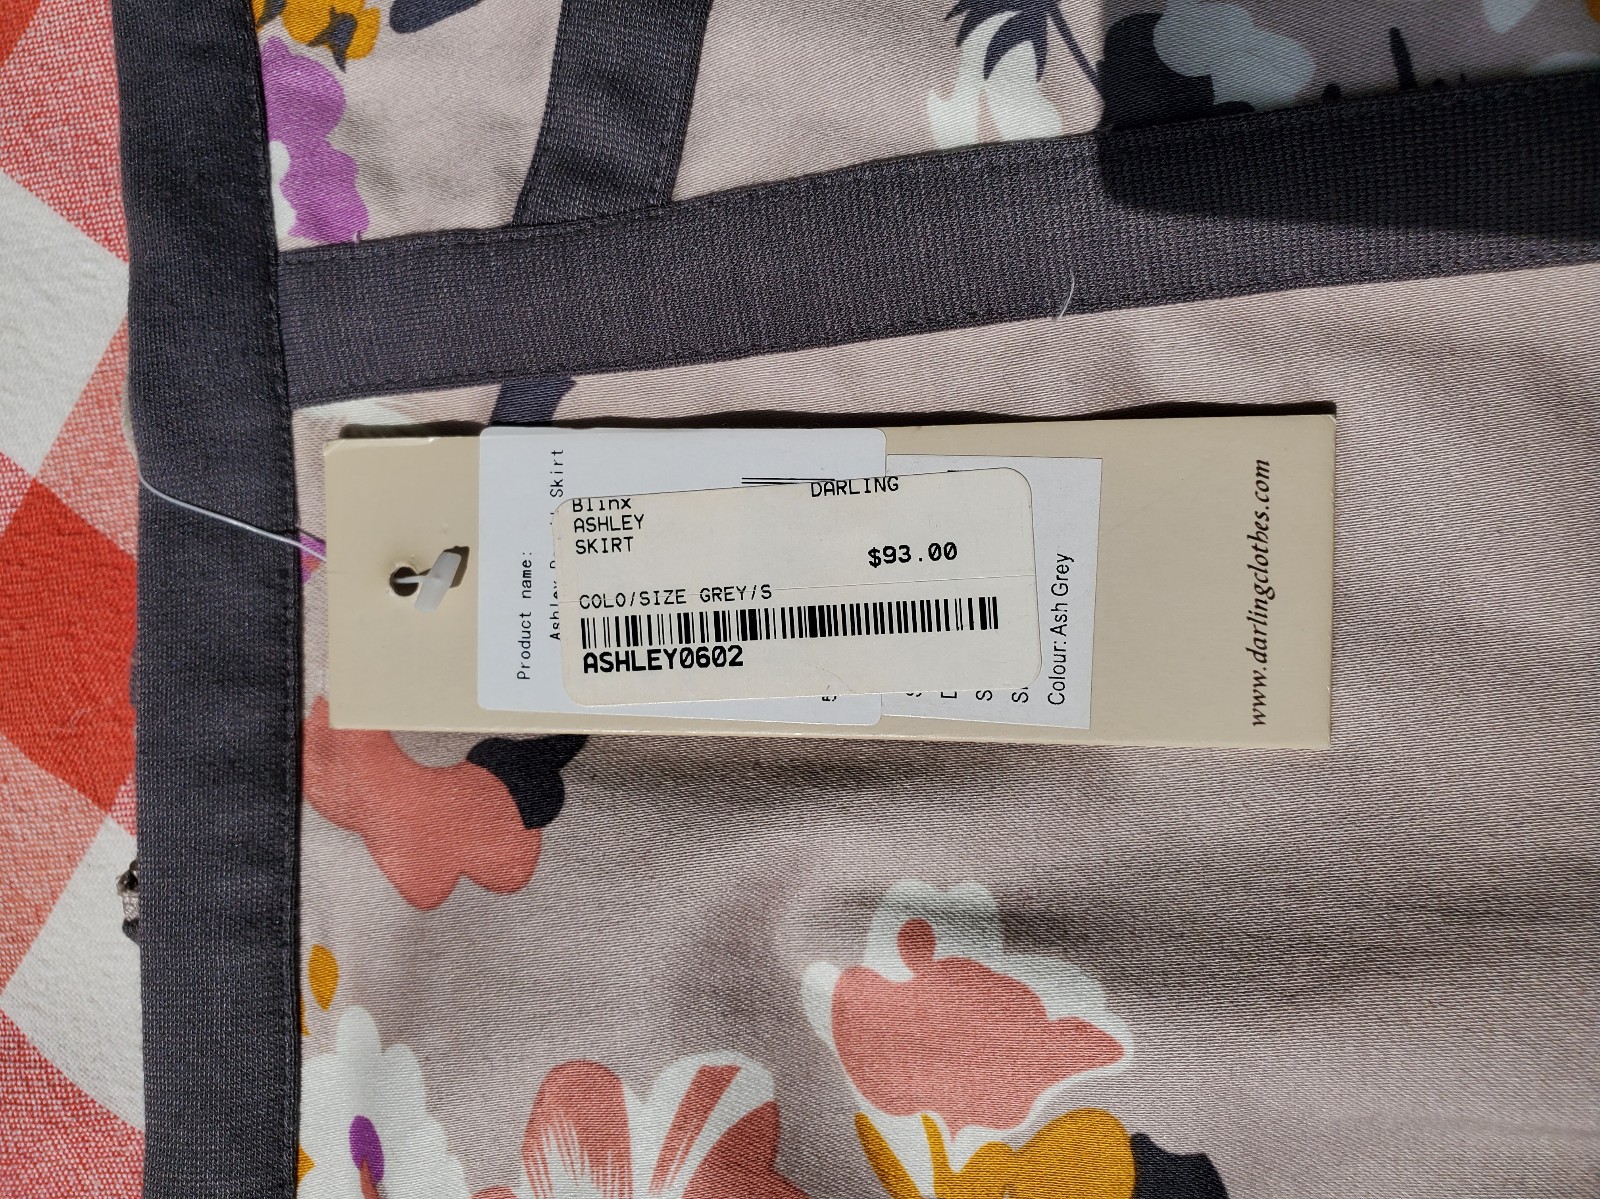 DARLING
Blinx
ASHLEY
SKIRT
$93.00
COLO/SIZE GREY/S
ASHLEY0602
Product name:
Ashley
Skirt
Colour: Ash Grey
www.darlingclothes.com